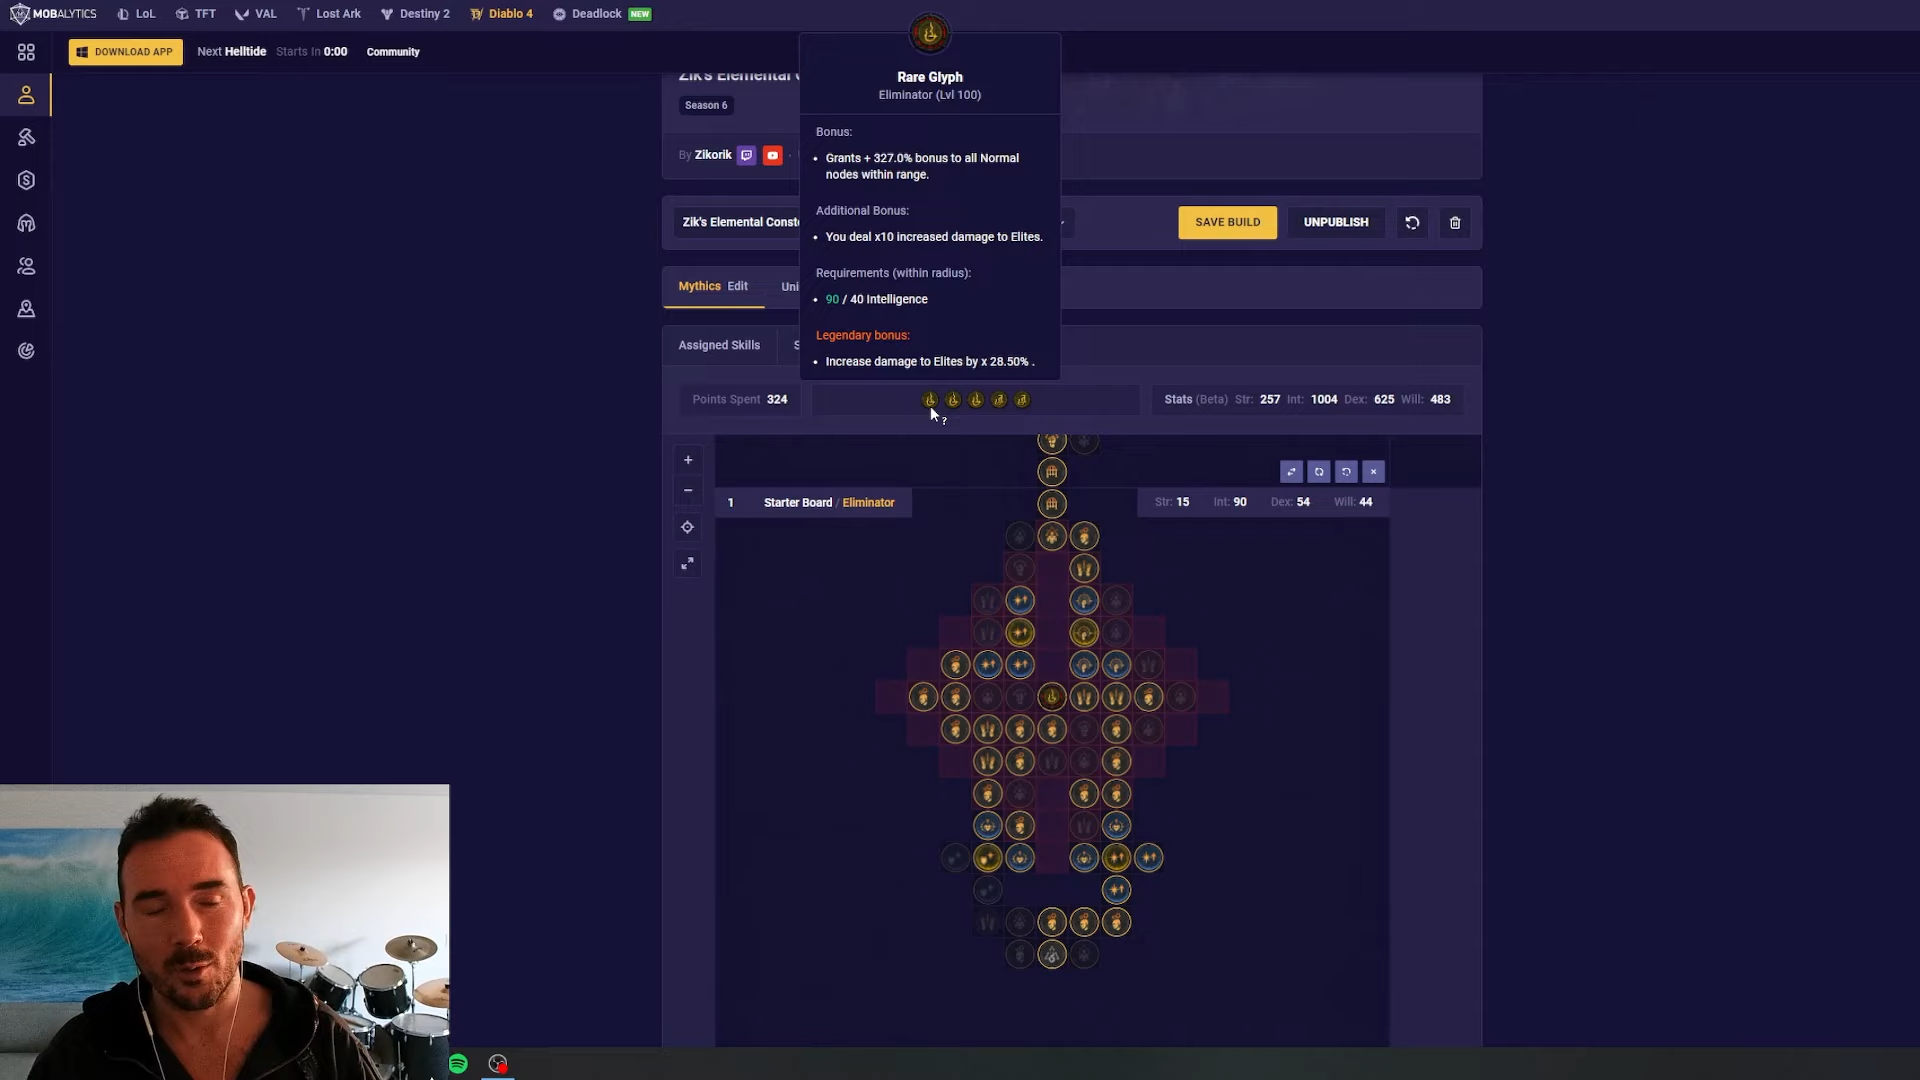 MOBALYTICS
LoL
TFT
VAL
Lost Ark
Destiny 2
Diablo 4
Deadlock
NEW
DOWNLOAD APP
Next Helltide
Starts In 0:00
Community
Rare Glyph
Eliminator (Lvl 100)
Bonus:
Grants + 327.0% bonus to all Normal
nodes within range.
Additional Bonus:
You deal x10 increased damage to Elites.
Requirements (within radius):
90 / 40 Intelligence
Legendary bonus:
Increase damage to Elites by x 28.50% .
Season 6
By Zikorik
SAVE BUILD
UNPUBLISH
Mythics
Edit
Assigned Skills
Points Spent 324
Stats (Beta) Str: 257 Int: 1004 Dex: 625 Will: 483
1
Starter Board / Eliminator
Str: 15 Int: 90 Dex: 54 Will: 44